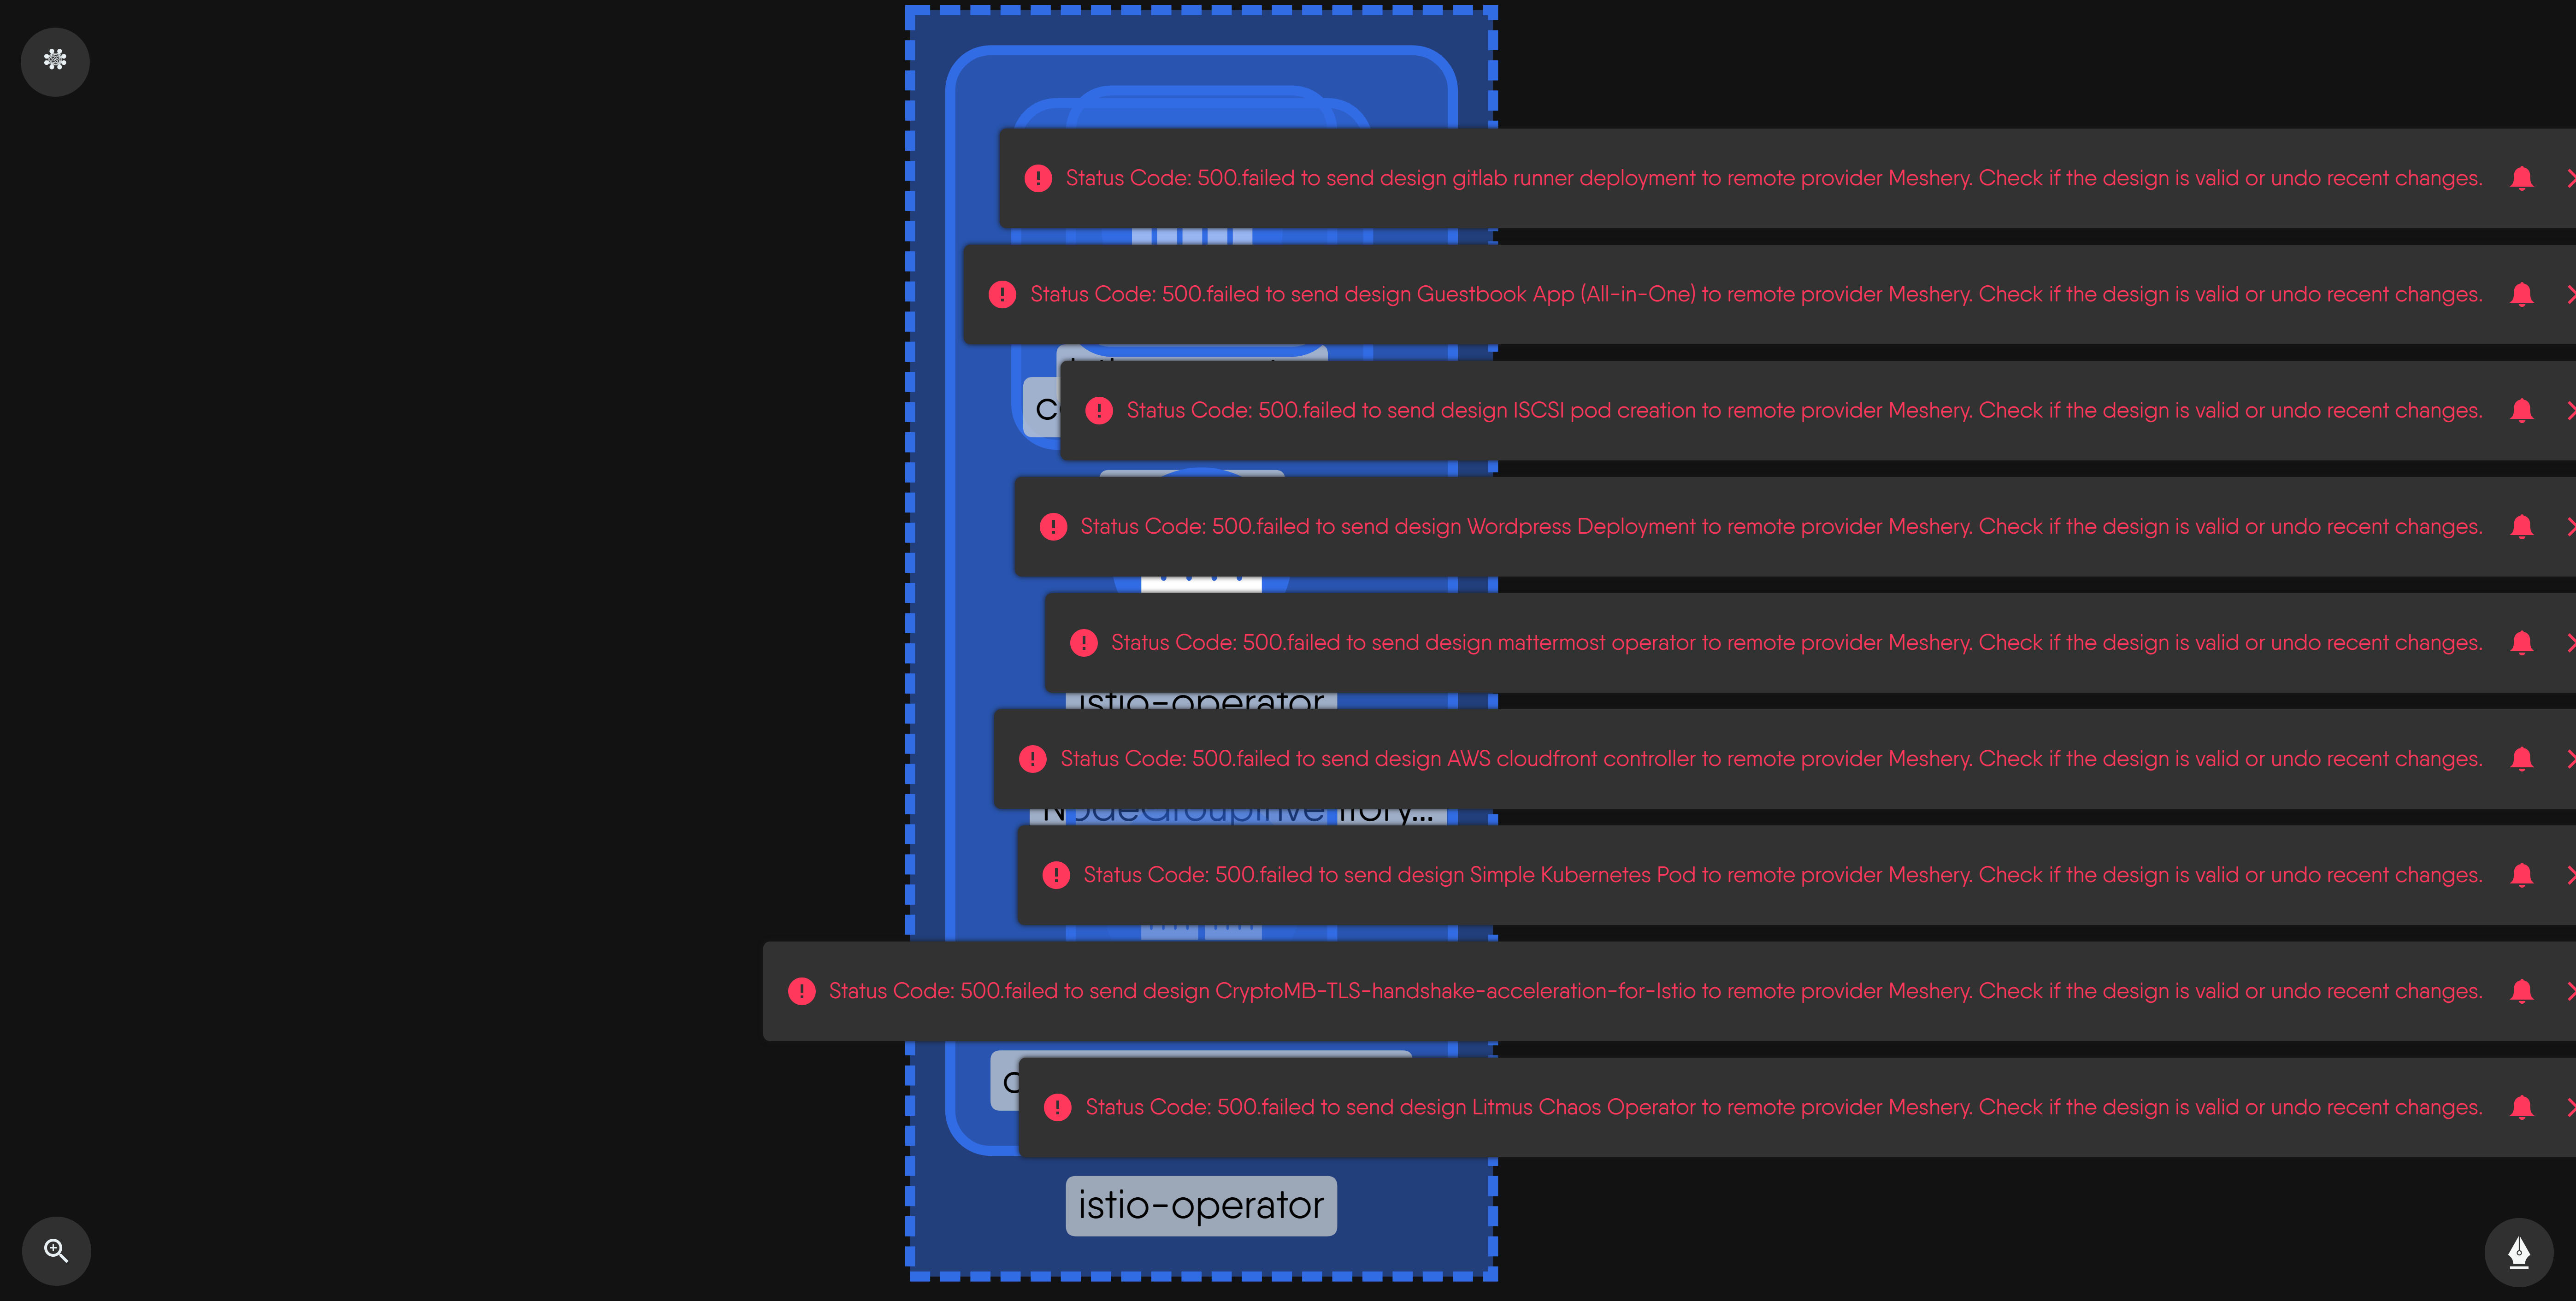 Status Code: 500.failed to send design gitlab runner deployment to remote provider Meshery. Check if the design is valid or undo recent changes.
Status Code: 500.failed to send design Guestbook App (All-in-One) to remote provider Meshery. Check if the design is valid or undo recent changes.
Status Code: 500.failed to send design ISCSI pod creation to remote provider Meshery. Check if the design is valid or undo recent changes.
Status Code: 500.failed to send design Wordpress Deployment to remote provider Meshery. Check if the design is valid or undo recent changes.
Status Code: 500.failed to send design mattermost operator to remote provider Meshery. Check if the design is valid or undo recent changes.
istio-operator
Status Code: 500.failed to send design AWS cloudfront controller to remote provider Meshery. Check if the design is valid or undo recent changes.
Status Code: 500.failed to send design Simple Kubernetes Pod to remote provider Meshery. Check if the design is valid or undo recent changes.
Status Code: 500.failed to send design CryptoMB-TLS-handshake-acceleration-for-Istio to remote provider Meshery. Check if the design is valid or undo recent changes.
Status Code: 500.failed to send design Litmus Chaos Operator to remote provider Meshery. Check if the design is valid or undo recent changes.
istio-operator